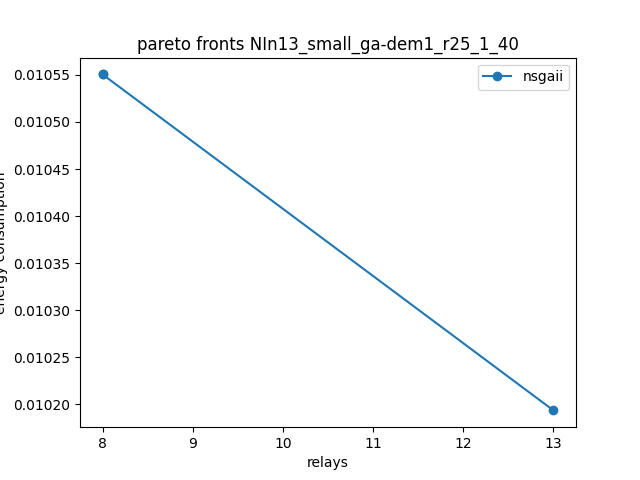 pareto fronts NIn13_small_ga-dem1_r25_1_40
nsgaii
0.01055
0.01050
0.01045
0.01040
0.01035
0.01030
0.01025
0.01020
energy consumption
8 9 10 11 12 13
relays